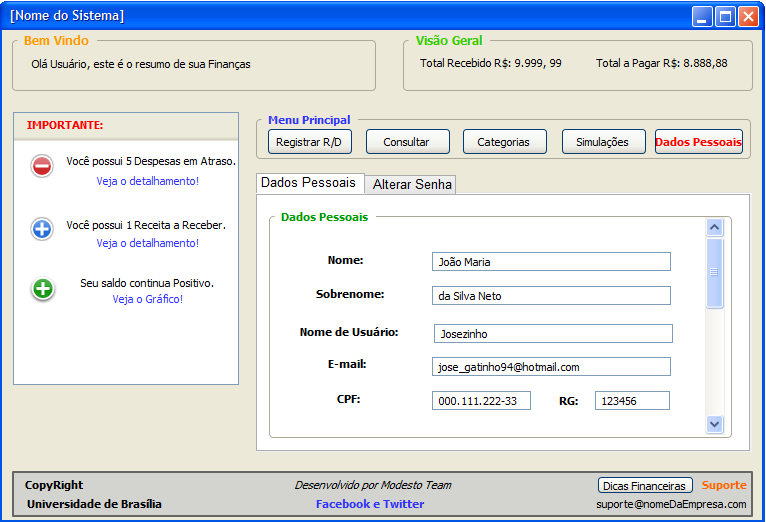 [Nome do Sistema]
Bem Vindo
Olá Usuário, este é o resumo de sua Finanças
Visão Geral
Total Recebido R$: 9.999, 99
Total a Pagar R$: 8.888,88
IMPORTANTE:
Você possui 5 Despesas em Atraso.
Veja o detalhamento!
Você possui 1 Receita a Receber.
Veja o detalhamento!
Seu saldo continua Positivo.
Veja o Gráfico!
Menu Principal
Registrar R/D
Consultar
Categorias
Simulações
Dados Pessoais
Dados Pessoais
Alterar Senha
Dados Pessoais
Nome: João Maria
Sobrenome: da Silva Neto
Nome de Usuário: Josezinho
E-mail: jose_gatinho94@hotmail.com
CPF: 000.111.222-33 RG: 123456
CopyRight
Universidade de Brasília
Desenvolvido por Modesto Team
Facebook e Twitter
Dicas Financeiras
Suporte
suporte@nomeDaEmpresa.com